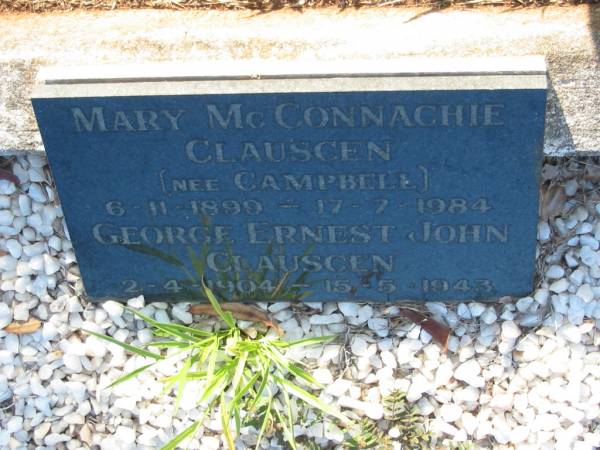 MARY MCCONNACHIE
CLAUSCEN
(NEE CAMPBELL)
6-11-1899 - 17-7-1984
GEORGE ERNEST JOHN
CLAUSCEN
2-4-1904 - 15-5-1943